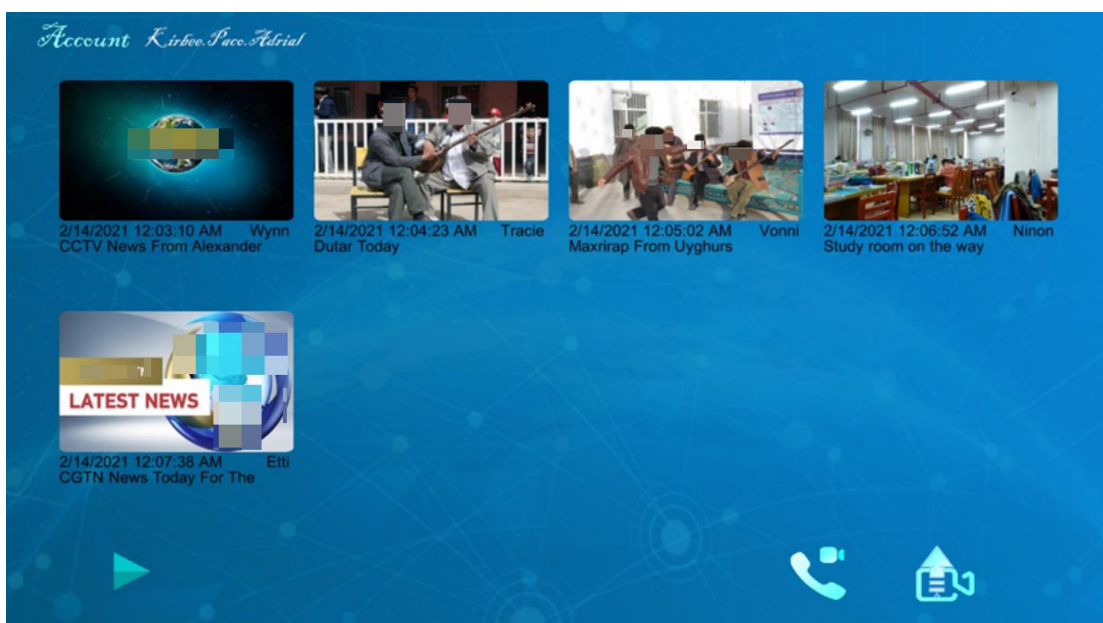 Account Kirbee.Paco.Adrial
2/14/2021 12:03:10 AM Wynn
CCTV News From Alexander
2/14/2021 12:04:23 AM Tracie
Dutar Today
2/14/2021 12:05:02 AM Vonni
Maxrirap From Uyghurs
2/14/2021 12:06:52 AM Ninon
Study room on the way
LATEST NEWS
2/14/2021 12:07:38 AM Etti
CGTN News Today For The